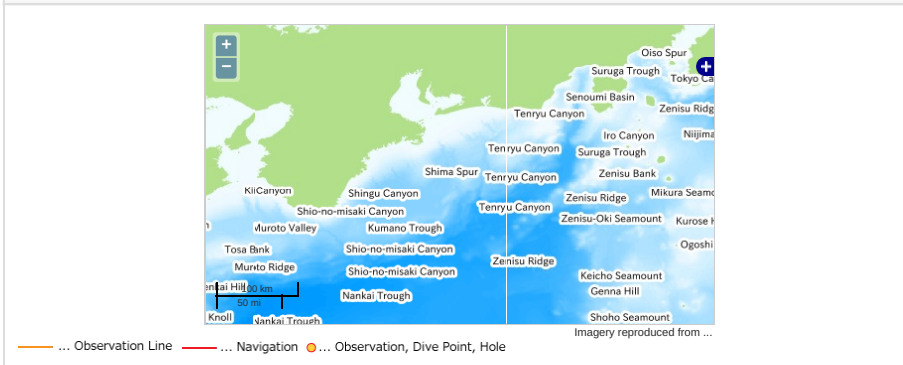 +
−
Oiso Spur
+
Suruga Trough
Tokyo Ca
Senoumi Basin
Zenisu Ridg
Tenryu Canyon
Iro Canyon
Niijima
Tenryu Canyon
Suruga Trough
Shima Spur
Zenisu Bank
Tenryu Canyon
KiiCanyon
Shingu Canyon
Zenisu Ridge
Mikura Seamo
Shio-no-misaki Canyon
Tenryu Canyon
Zenisu-Oki Seamount
Kurose H
Muroto Valley
Kumano Trough
Tosa Bank
Shio-no-misaki Canyon
Ogoshi
Zenisu Ridge
Muroto Ridge
Shio-no-misaki Canyon
Keicho Seamount
enkai Hill
100 km
Genna Hill
Nankai Trough
50 mi
Knoll
Nankai Trough
Shoho Seamount
Imagery reproduced from ...
... Observation Line ... Navigation ... Observation, Dive Point, Hole